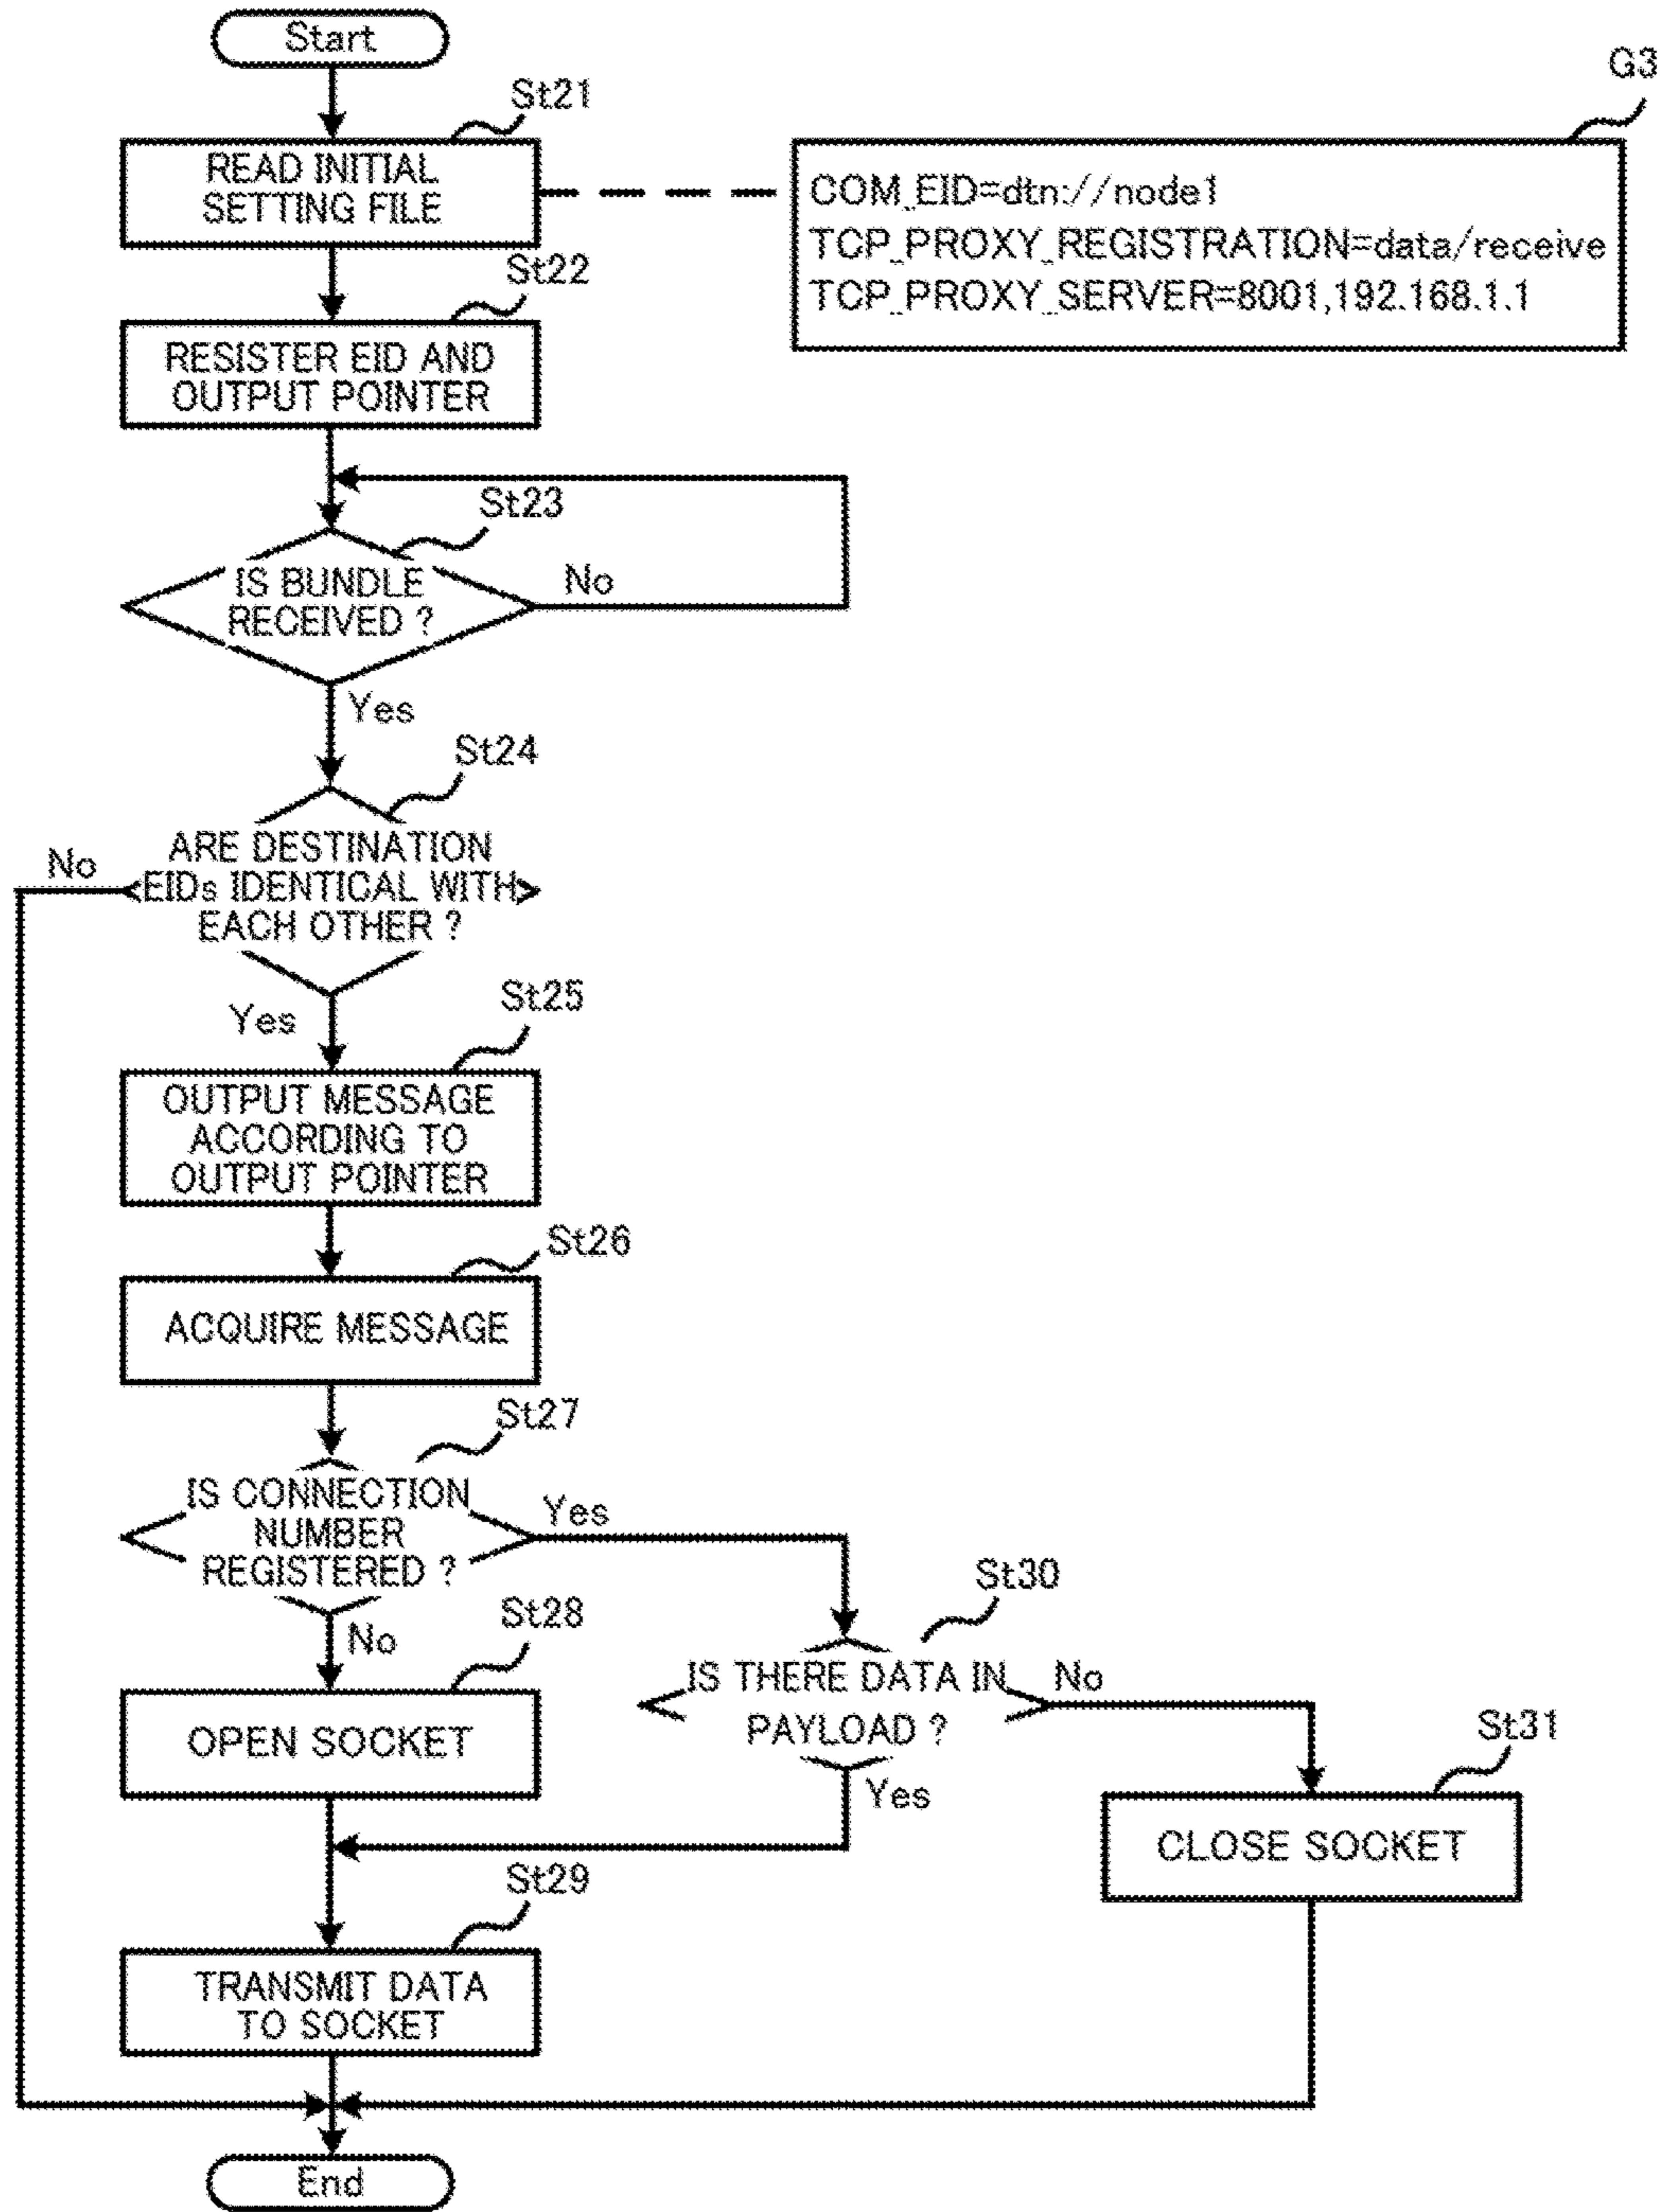 Start
St21
READ INITIAL
SETTING FILE
G3
COM_EID=dtn://node1
TCP_PROXY_REGISTRATION=data/receive
TCP_PROXY_SERVER=8001,192.168.1.1
St22
RESISTER EID AND
OUTPUT POINTER
St23
IS BUNDLE
RECEIVED ?
No
Yes
St24
ARE DESTINATION
EIDs IDENTICAL WITH
EACH OTHER ?
No
Yes
St25
OUTPUT MESSAGE
ACCORDING TO
OUTPUT POINTER
St26
ACQUIRE MESSAGE
St27
IS CONNECTION
NUMBER
REGISTERED ?
Yes
No
St28
OPEN SOCKET
St30
IS THERE DATA IN
PAYLOAD ?
No
Yes
St31
CLOSE SOCKET
St29
TRANSMIT DATA
TO SOCKET
End